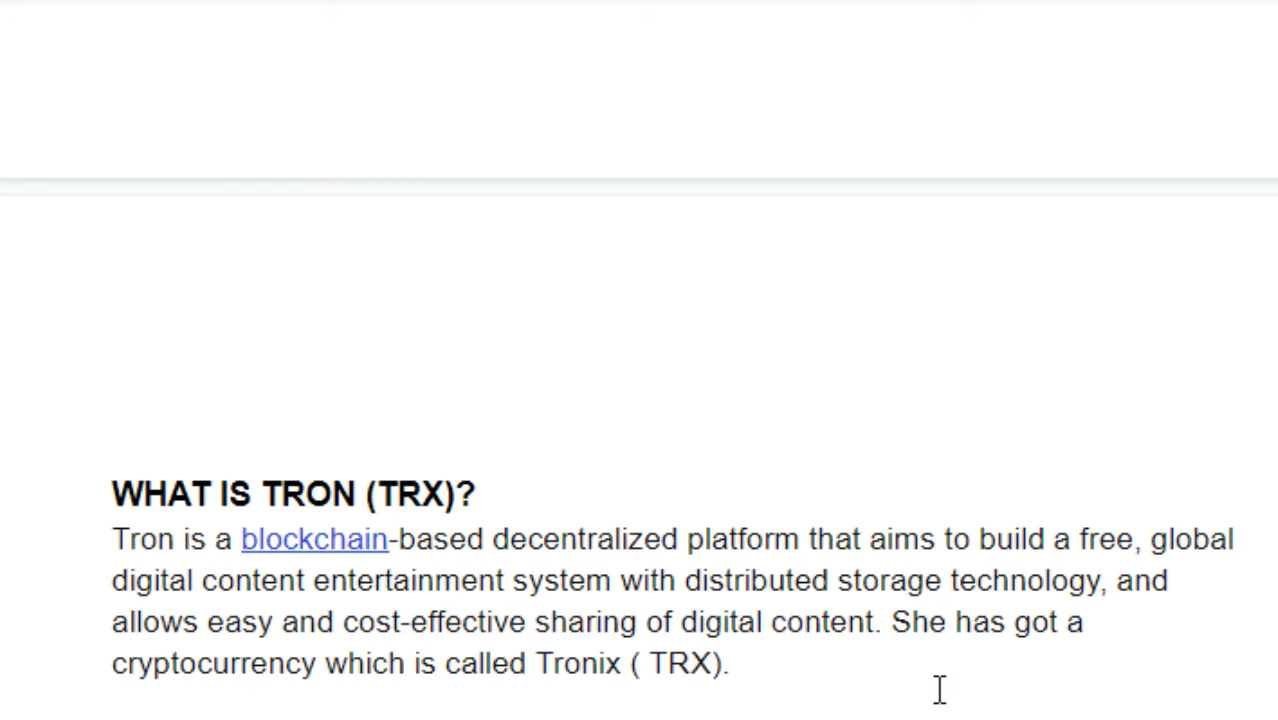 WHAT IS TRON (TRX)?
Tron is a blockchain-based decentralized platform that aims to build a free, global
digital content entertainment system with distributed storage technology, and
allows easy and cost-effective sharing of digital content. She has got a
cryptocurrency which is called Tronix ( TRX).